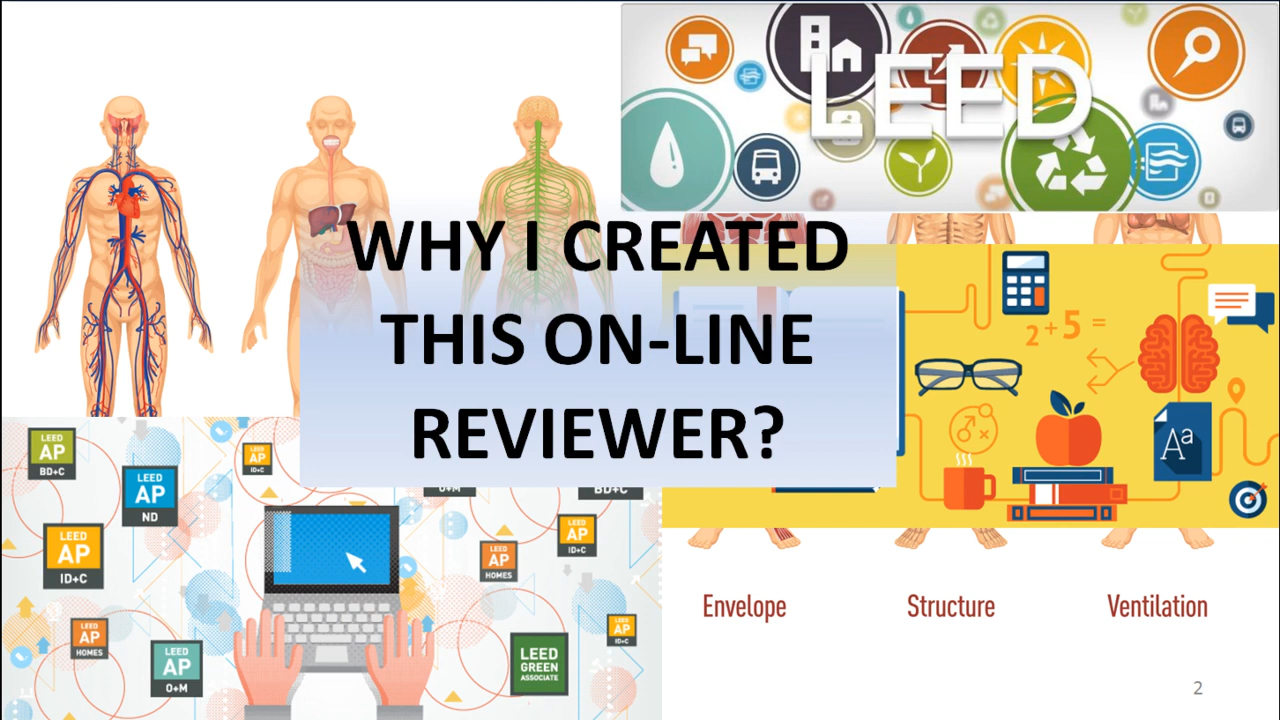 LEED
WHY I CREATED
THIS ON-LINE
REVIEWER?
2+5=
Aa
LEED
AP
BD+C
LEED
AP
ND
LEED
AP
ID+C
LEED
AP
ID+C
LEED
AP
HOMES
LEED
AP
O+M
O+M
BD+C
LEED
AP
HOMES
LEED
AP
ID+C
LEED
AP
ID+C
LEED
GREEN
ASSOCIATE
Envelope
Structure
Ventilation
2